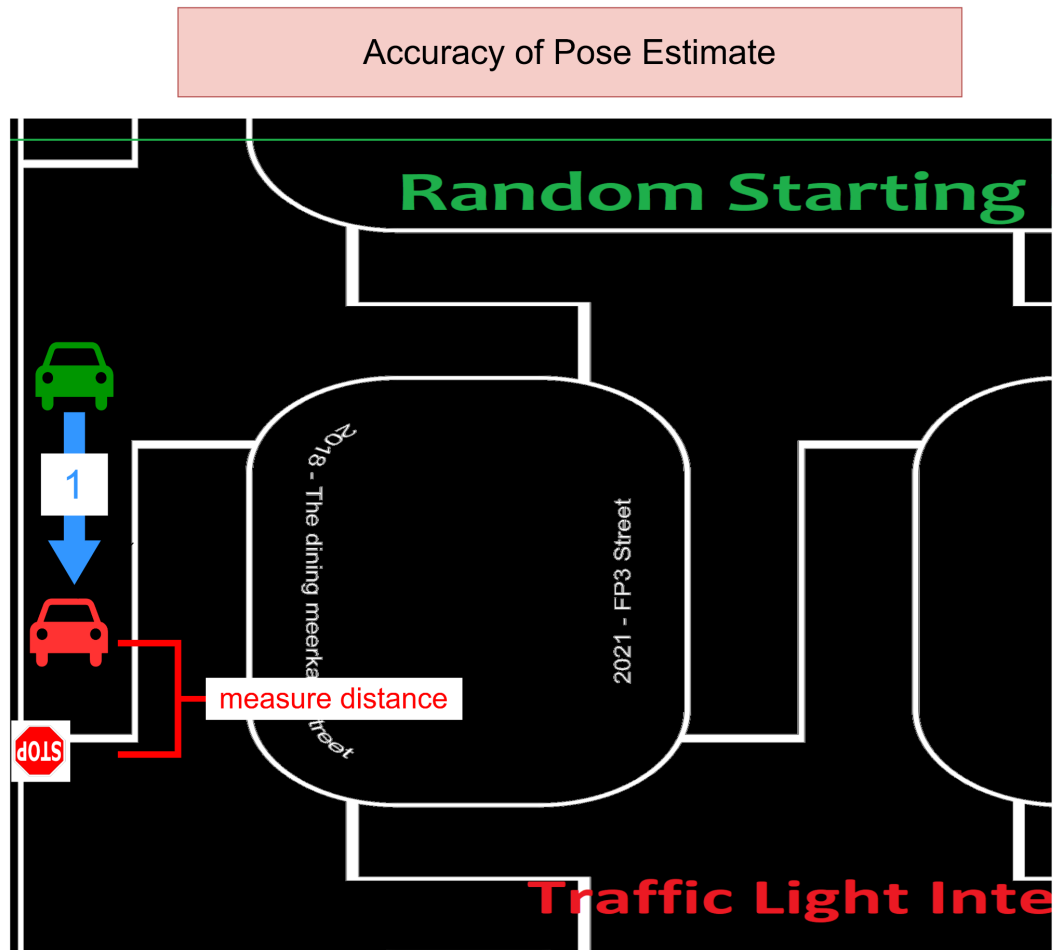 Accuracy of Pose Estimate
Random Starting
1
2018 - The dining meerka
treet
2021 - FP3 Street
measure distance
STOP
Traffic Light Inte